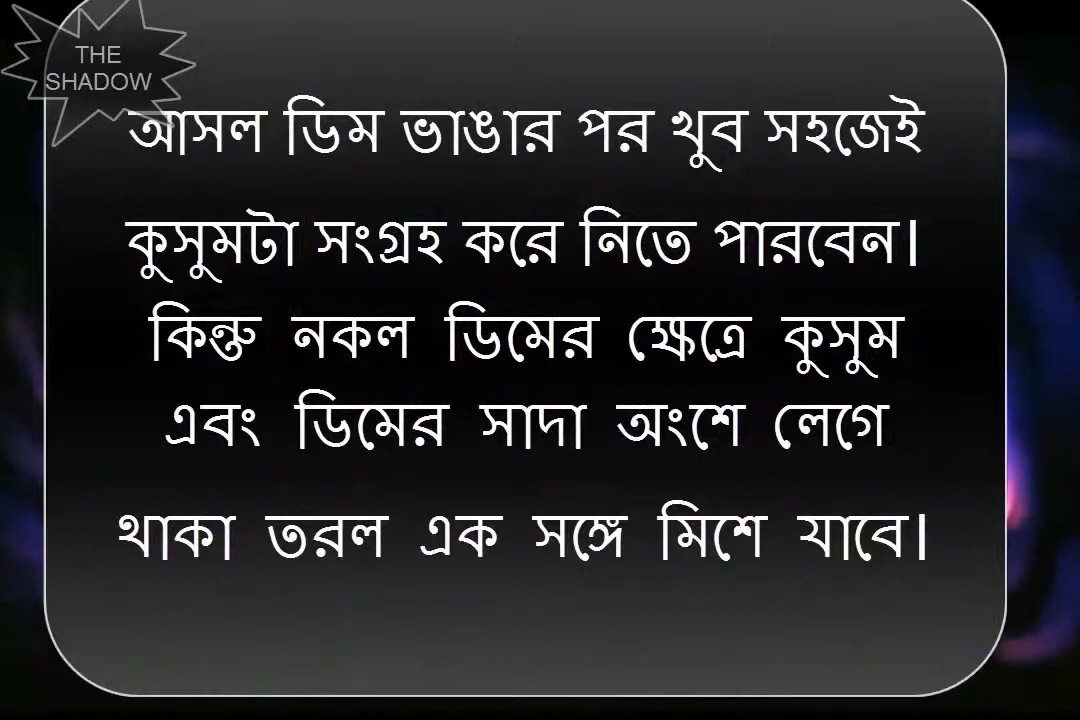 THE
SHADOW
আসল ডিম ভাঙার পর খুব সহজেই
কুসুমটা সংগ্রহ করে নিতে পারবেন।
কিন্তু নকল ডিমের ক্ষেত্রে কুসুম
এবং ডিমের সাদা অংশে লেগে
থাকা তরল এক সঙ্গে মিশে যাবে।